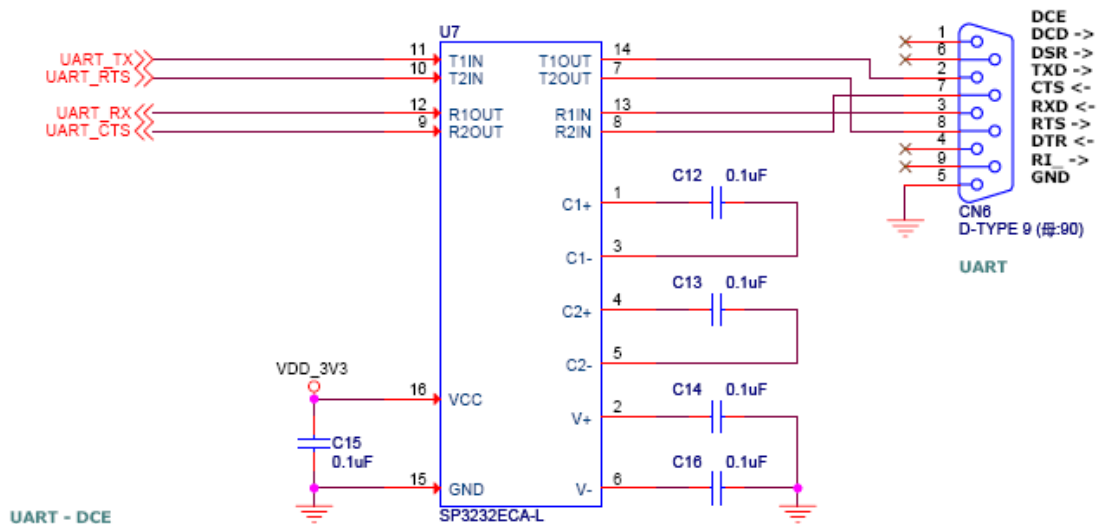 U7
UART_TX
11
T1IN
T1OUT
14
UART_RTS
10
T2IN
T2OUT
7
UART_RX
12
R1OUT
R1IN
13
UART_CTS
9
R2OUT
R2IN
8
DCE
1
DCD ->
6
DSR ->
2
TXD ->
7
CTS <-
3
RXD <-
8
RTS ->
4
DTR <-
9
RI_ ->
5
GND
CN6
D-TYPE 9 (母:90)
UART
C1+
1
C12 0.1uF
C1-
3
C2+
4
C13 0.1uF
C2-
5
VDD_3V3
16
VCC
V+
2
C14 0.1uF
C15
0.1uF
15
GND
V-
6
C16 0.1uF
SP3232ECA-L
UART - DCE